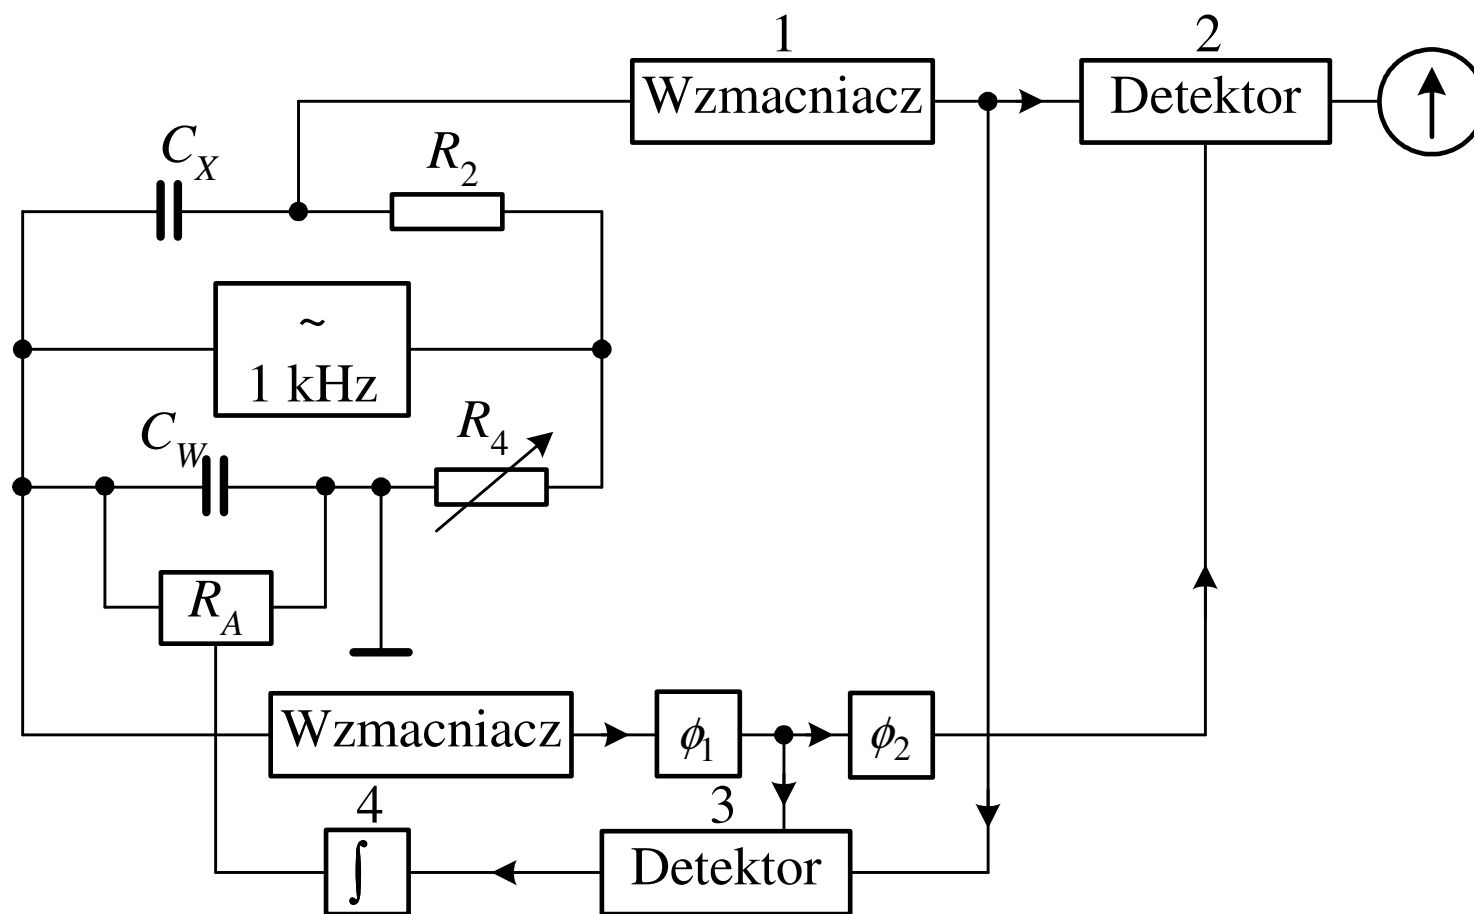 1
2
Wzmacniacz
Detektor
C_X
R_2
~
1 kHz
C_W
R_4
R_A
Wzmacniacz
ϕ_1
ϕ_2
4
3
∫
Detektor